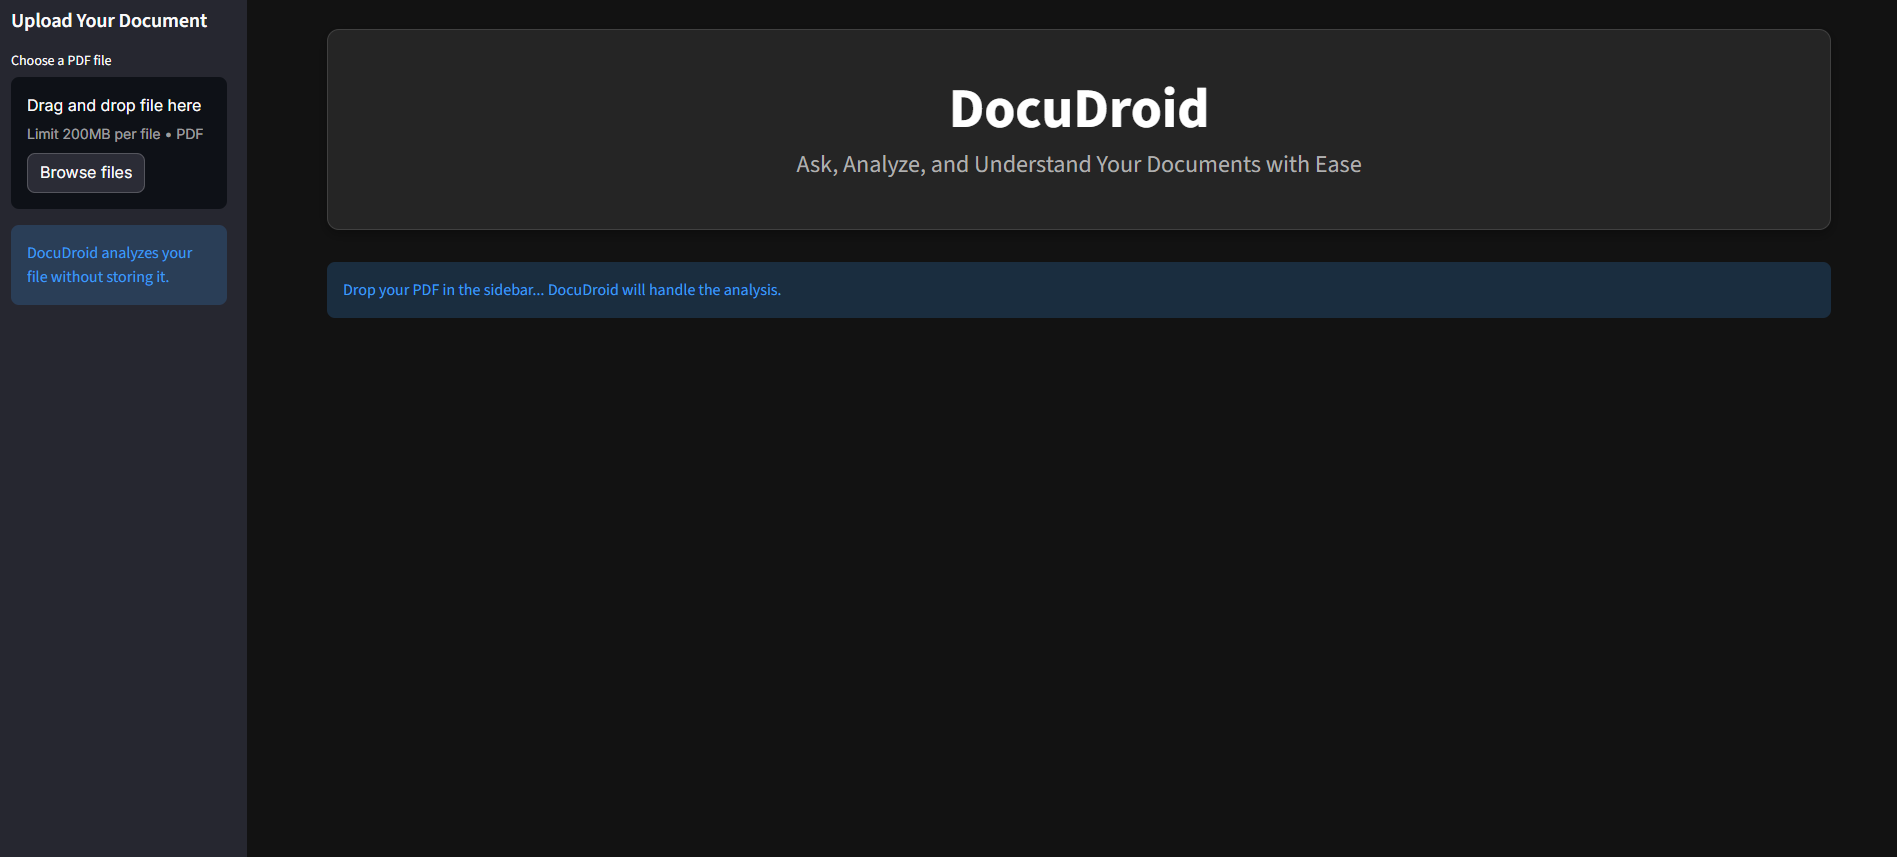 Upload Your Document
Choose a PDF file
Drag and drop file here
Limit 200MB per file • PDF
Browse files
DocuDroid analyzes your
file without storing it.
DocuDroid
Ask, Analyze, and Understand Your Documents with Ease
Drop your PDF in the sidebar... DocuDroid will handle the analysis.